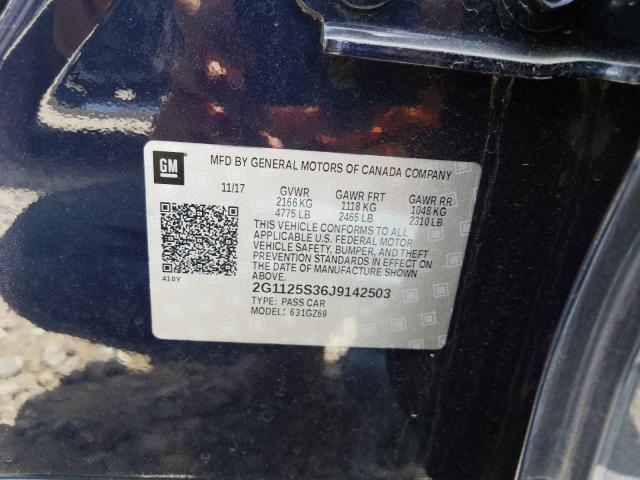 GM
MFD BY GENERAL MOTORS OF CANADA COMPANY
11/17 GVWR GAWR FRT GAWR RR
2166 KG 1118 KG 1048 KG
4775 LB 2465 LB 2310 LB
THIS VEHICLE CONFORMS TO ALL
APPLICABLE U.S. FEDERAL MOTOR
VEHICLE SAFETY, BUMPER, AND THEFT
PREVENTION STANDARDS IN EFFECT ON
THE DATE OF MANUFACTURE SHOWN
ABOVE.
410Y
2G1125S36J9142503
TYPE: PASS CAR
MODEL: 631GZ69